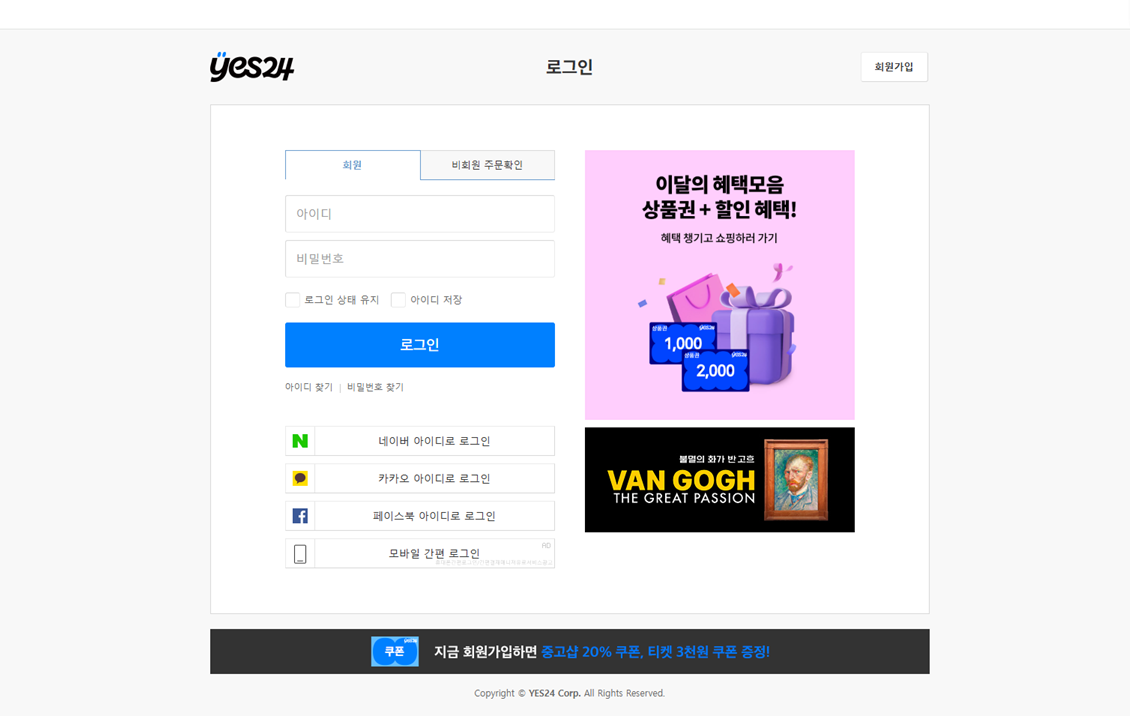 yes24
로그인
회원가입
회원
비회원 주문확인
아이디
비밀번호
로그인 상태 유지
아이디 저장
로그인
아이디 찾기 | 비밀번호 찾기
네이버 아이디로 로그인
카카오 아이디로 로그인
페이스북 아이디로 로그인
모바일 간편 로그인
AD
이달의 혜택모음
상품권 + 할인 혜택!
혜택 챙기고 쇼핑하러 가기
상품권 yes24
1,000
상품권 yes24
2,000
불멸의 화가 반 고흐
VAN GOGH
THE GREAT PASSION
yes24
쿠폰
지금 회원가입하면 중고샵 20% 쿠폰, 티켓 3천원 쿠폰 증정!
Copyright © YES24 Corp. All Rights Reserved.